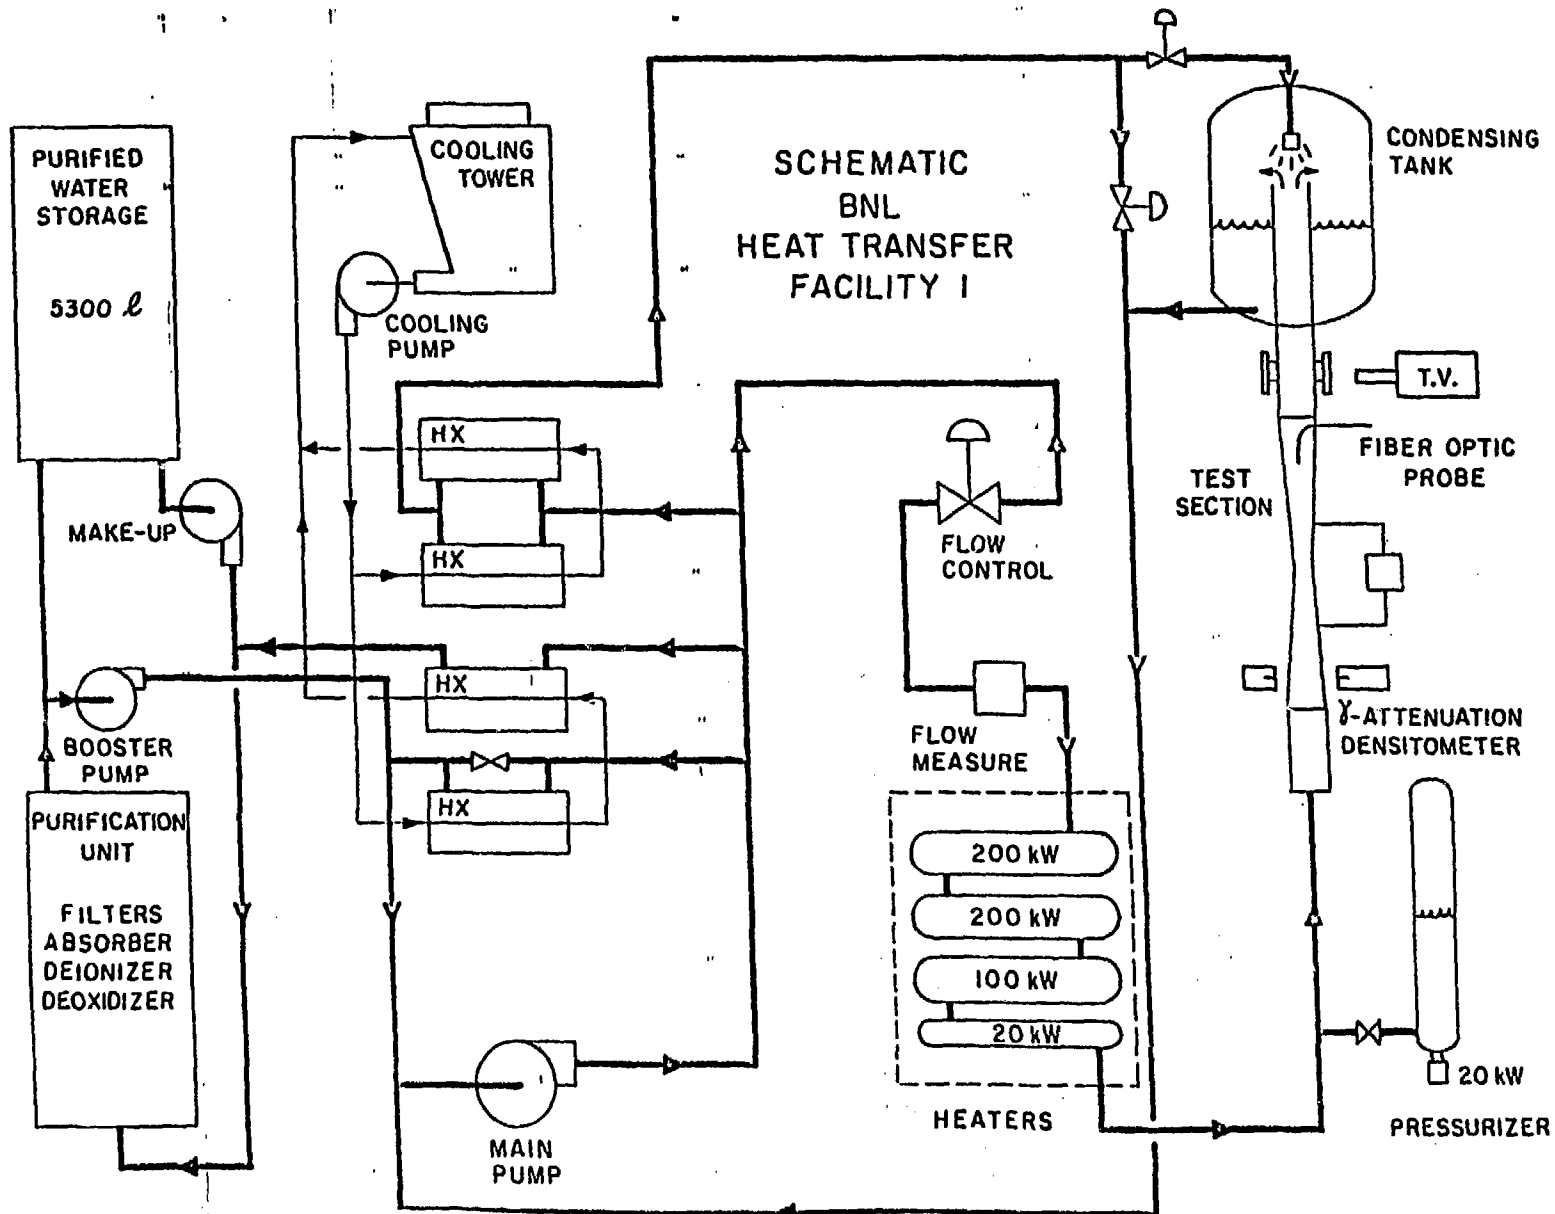 SCHEMATIC
BNL
HEAT TRANSFER
FACILITY I
PURIFIED
WATER
STORAGE
5300 ℓ
COOLING
TOWER
COOLING
PUMP
CONDENSING
TANK
T.V.
FIBER OPTIC
PROBE
TEST
SECTION
HX
HX
MAKE-UP
FLOW
CONTROL
HX
BOOSTER
PUMP
HX
FLOW
MEASURE
γ-ATTENUATION
DENSITOMETER
PURIFICATION
UNIT
FILTERS
ABSORBER
DEIONIZER
DEOXIDIZER
200 kW
200 kW
100 kW
20 kW
HEATERS
MAIN
PUMP
20 kW
PRESSURIZER